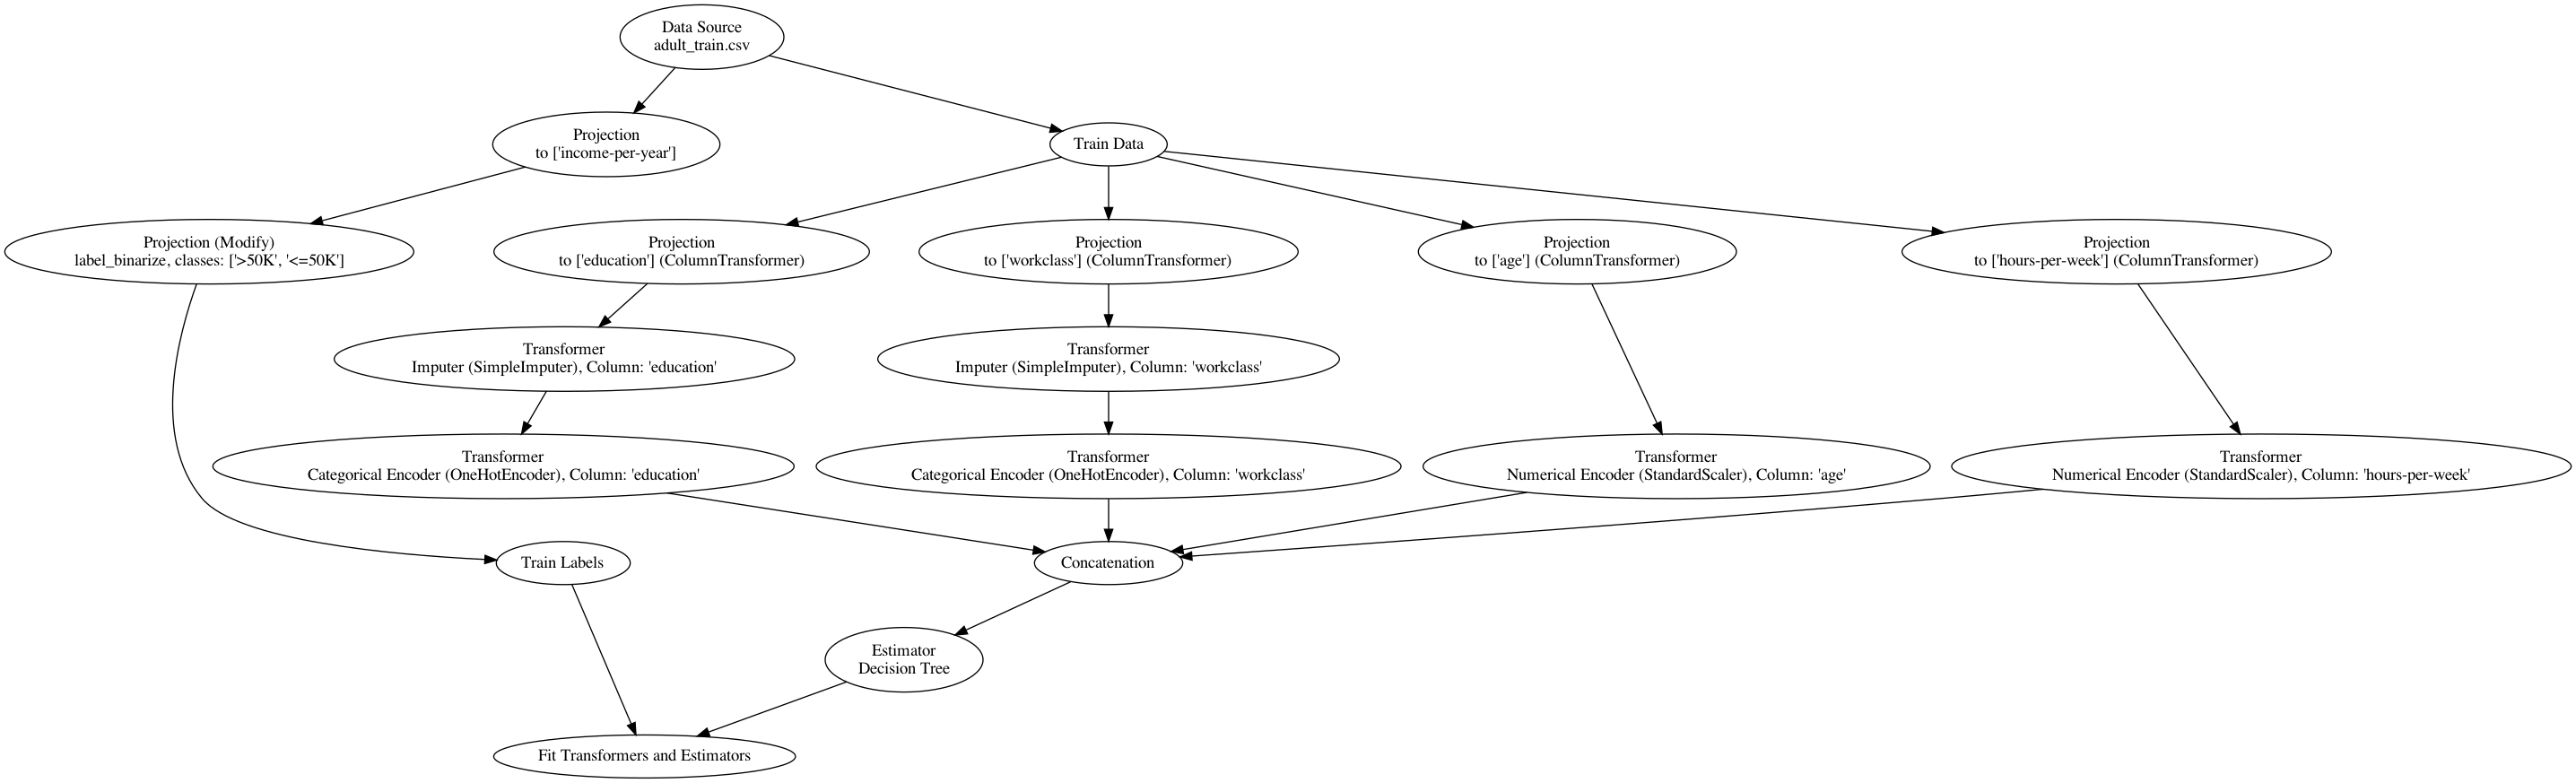 Data Source
adult_train.csv
Projection
to ['income-per-year']
Train Data
Projection (Modify)
label_binarize, classes: ['>50K', '<=50K']
Projection
to ['education'] (ColumnTransformer)
Projection
to ['workclass'] (ColumnTransformer)
Projection
to ['age'] (ColumnTransformer)
Projection
to ['hours-per-week'] (ColumnTransformer)
Transformer
Imputer (SimpleImputer), Column: 'education'
Transformer
Imputer (SimpleImputer), Column: 'workclass'
Transformer
Categorical Encoder (OneHotEncoder), Column: 'education'
Transformer
Categorical Encoder (OneHotEncoder), Column: 'workclass'
Transformer
Numerical Encoder (StandardScaler), Column: 'age'
Transformer
Numerical Encoder (StandardScaler), Column: 'hours-per-week'
Train Labels
Concatenation
Estimator
Decision Tree
Fit Transformers and Estimators